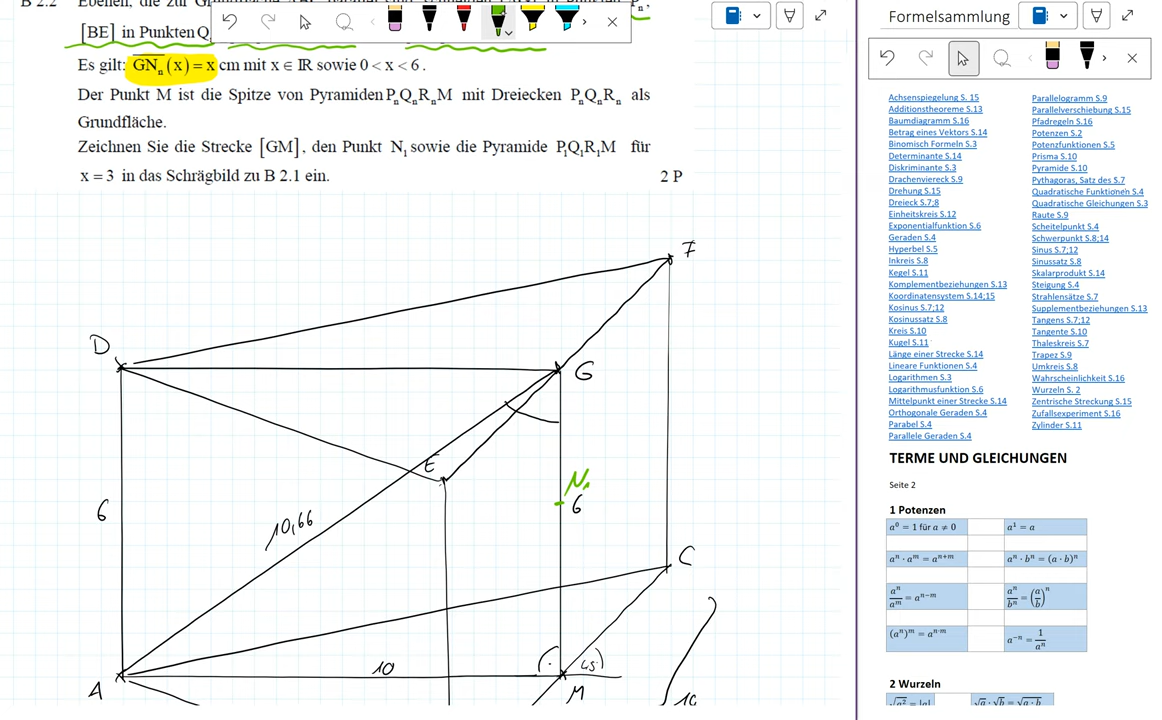 [BE] in Punkten Q
Es gilt: GNₙ(x) = x cm mit x ∈ IR sowie 0 < x < 6.
Der Punkt M ist die Spitze von Pyramiden PₙQₙRₙM mit Dreiecken PₙQₙRₙ als
Grundfläche.
Zeichnen Sie die Strecke [GM], den Punkt N₁ sowie die Pyramide P₁Q₁R₁M für
x = 3 in das Schrägbild zu B 2.1 ein. 2 P
F
D
G
E
N₁
6
6
10,66
C
10
(·
45°)
A
M
10
Formelsammlung
Achsenspiegelung S. 15
Additionstheoreme S.13
Baumdiagramm S.16
Betrag eines Vektors S.14
Binomisch Formeln S.3
Determinante S.14
Diskriminante S.3
Drachenviereck S.9
Drehung S.15
Dreieck S.7;8
Einheitskreis S.12
Exponentialfunktion S.6
Geraden S.4
Hyperbel S.5
Inkreis S.8
Kegel S.11
Komplementbeziehungen S.13
Koordinatensystem S.14;15
Kosinus S.7;12
Kosinussatz S.8
Kreis S.10
Kugel S.11
Länge einer Strecke S.14
Lineare Funktionen S.4
Logarithmen S.3
Logarithmusfunktion S.6
Mittelpunkt einer Strecke S.14
Orthogonale Geraden S.4
Parabel S.4
Parallele Geraden S.4
Parallelogramm S.9
Parallelverschiebung S.15
Pfadregeln S.16
Potenzen S.2
Potenzfunktionen S.5
Prisma S.10
Pyramide S.10
Pythagoras, Satz des S.7
Quadratische Funktionen S.4
Quadratische Gleichungen S.3
Raute S.9
Scheitelpunkt S.4
Schwerpunkt S.8;14
Sinus S.7;12
Sinussatz S.8
Skalarprodukt S.14
Steigung S.4
Strahlensätze S.7
Supplementbeziehungen S.13
Tangens S.7;12
Tangente S.10
Thaleskreis S.7
Trapez S.9
Umkreis S.8
Wahrscheinlichkeit S.16
Wurzeln S. 2
Zentrische Streckung S.15
Zufallsexperiment S.16
Zylinder S.11
TERME UND GLEICHUNGEN
Seite 2
1 Potenzen
a⁰ = 1 für a ≠ 0 a¹ = a
aⁿ · aᵐ = aⁿ⁺ᵐ aⁿ · bⁿ = (a · b)ⁿ
aⁿ/aᵐ = aⁿ⁻ᵐ aⁿ/bⁿ = (a/b)ⁿ
(aⁿ)ᵐ = aⁿ·ᵐ a⁻ⁿ = 1/aⁿ
2 Wurzeln
√a² = |a| √a · √b = √a · b